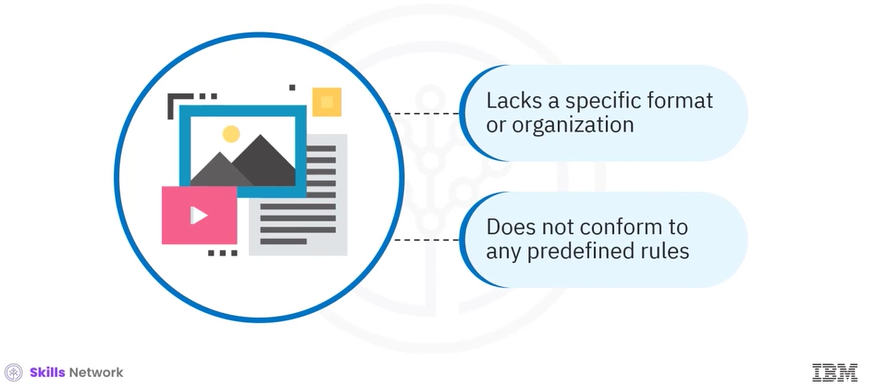 Lacks a specific format
or organization
Does not conform to
any predefined rules
Skills Network
IBM